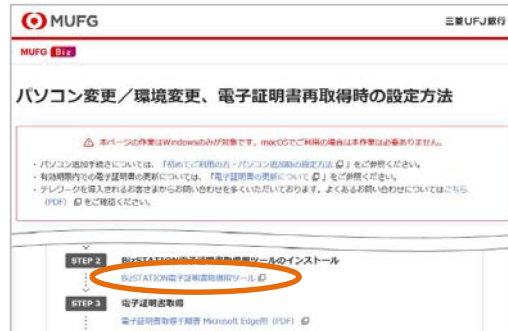 MUFG
三菱UFJ銀行
MUFG Biz
パソコン変更／環境変更、電子証明書再取得時の設定方法
本ページの作業はWindowsのみが対象です。macOSでご利用の場合は本作業は必要ありません。
・パソコン追加手続きについては、「初めてご利用の方・パソコン追加時の設定方法」をご参照ください。
・有効期限内での電子証明書の更新については、「電子証明書の更新について」をご参照ください。
・テレワークを導入されるお客さまからお問い合わせを多くいただいております。よくあるお問い合わせについてはこちら
(PDF) をご確認ください。
STEP 2 BizSTATION電子証明書取得用ツールのインストール
BizSTATION電子証明書取得用ツール
STEP 3 電子証明書取得
電子証明書取得手順書 Microsoft Edge用 (PDF)